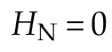 H_N = 0